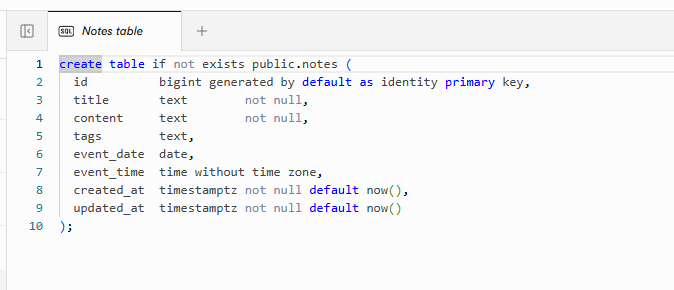 SQL Notes table
1 create table if not exists public.notes (
2   id          bigint generated by default as identity primary key,
3   title       text        not null,
4   content     text        not null,
5   tags        text,
6   event_date  date,
7   event_time  time without time zone,
8   created_at  timestamptz not null default now(),
9   updated_at  timestamptz not null default now()
10 );